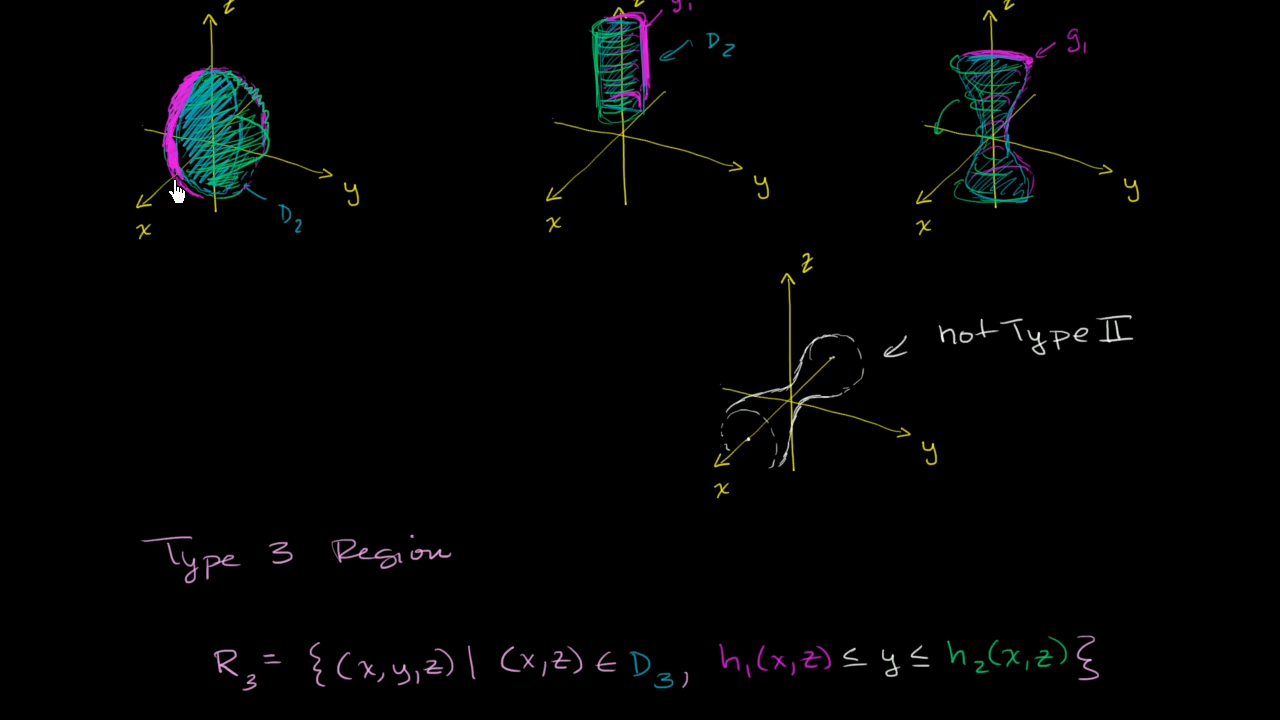 z
z
z
g₁
D₂
g₁
y
x
D₂
y
x
y
x
z
not Type II
y
x
Type 3 Region
R₃ = {(x,y,z) | (x,z) ∈ D₃, h₁(x,z) ≤ y ≤ h₂(x,z)}